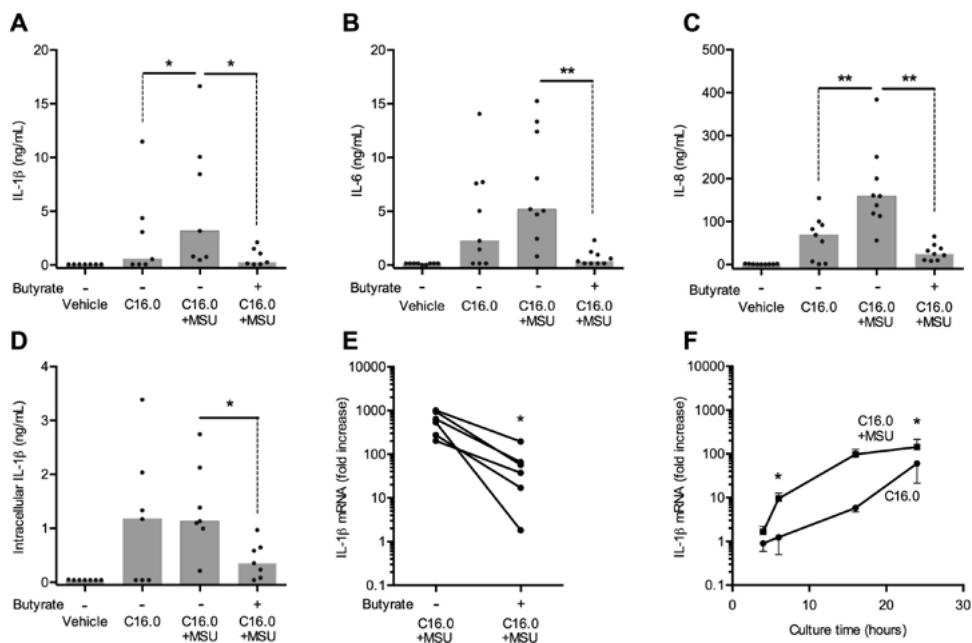 A
IL-1β (ng/mL)
20
15
10
5
0
*
*
Butyrate
-
-
-
+
Vehicle
C16.0
C16.0
+MSU
C16.0
+MSU
B
IL-6 (ng/mL)
20
15
10
5
0
**
Butyrate
-
-
-
+
Vehicle
C16.0
C16.0
+MSU
C16.0
+MSU
C
IL-8 (ng/mL)
500
400
300
200
100
0
**
**
Butyrate
-
-
-
+
Vehicle
C16.0
C16.0
+MSU
C16.0
+MSU
D
Intracellular IL-1β (ng/mL)
4
3
2
1
0
*
Butyrate
-
-
-
+
Vehicle
C16.0
C16.0
+MSU
C16.0
+MSU
E
IL-1β mRNA (fold increase)
10000
1000
100
10
1
0.1
*
Butyrate
-
+
C16.0
+MSU
C16.0
+MSU
F
IL-1β mRNA (fold increase)
10000
1000
100
10
1
0.1
*
C16.0
+MSU
*
C16.0
0
10
20
30
Culture time (hours)